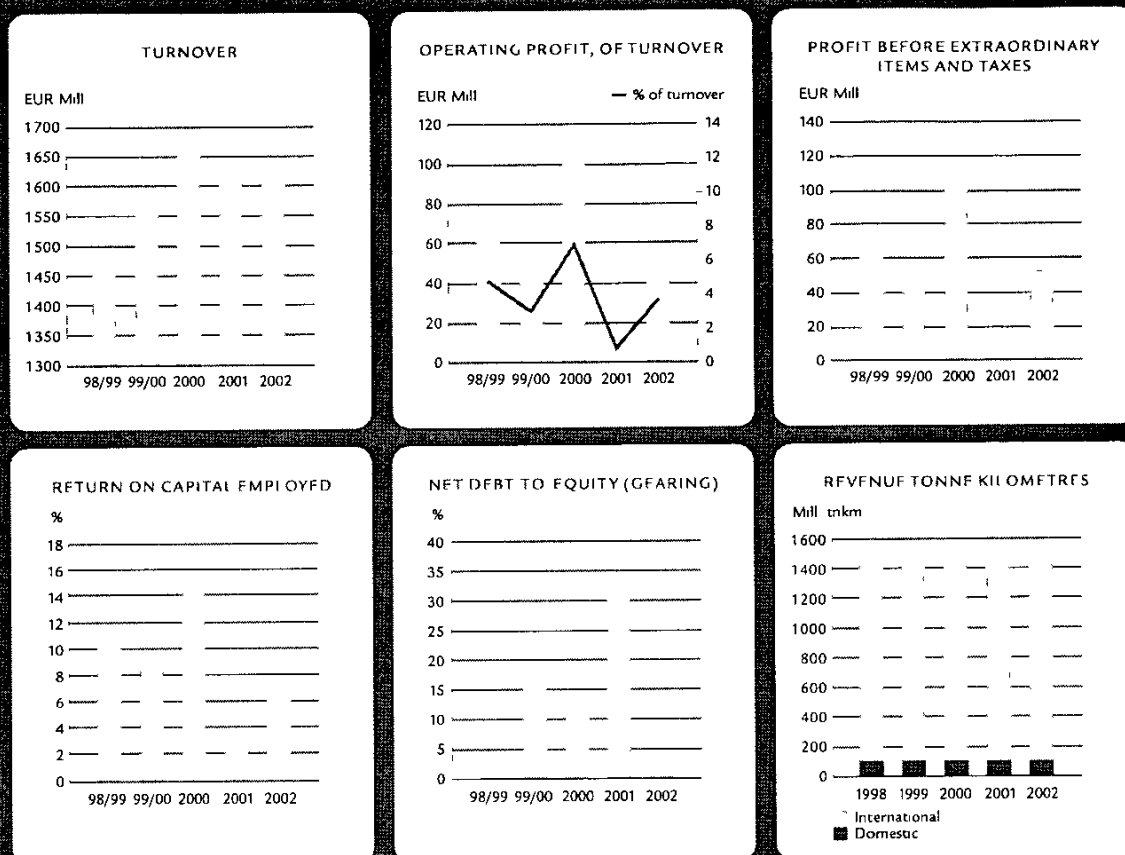 TURNOVER
EUR Mill
1700
1650
1600
1550
1500
1450
1400
1350
1300
98/99 99/00 2000 2001 2002
OPERATING PROFIT, OF TURNOVER
EUR Mill — % of turnover
120 14
100 12
80 10
60 8
40 6
20 4
0 2
0
98/99 99/00 2000 2001 2002
PROFIT BEFORE EXTRAORDINARY
ITEMS AND TAXES
EUR Mill
140
120
100
80
60
40
20
0
98/99 99/00 2000 2001 2002
RETURN ON CAPITAL EMPLOYED
%
18
16
14
12
10
8
6
4
2
0
98/99 99/00 2000 2001 2002
NET DEBT TO EQUITY (GEARING)
%
40
35
30
25
20
15
10
5
0
98/99 99/00 2000 2001 2002
REVENUE TONNE KILOMETRES
Mill tnkm
1600
1400
1200
1000
800
600
400
200
0
1998 1999 2000 2001 2002
International
Domestic